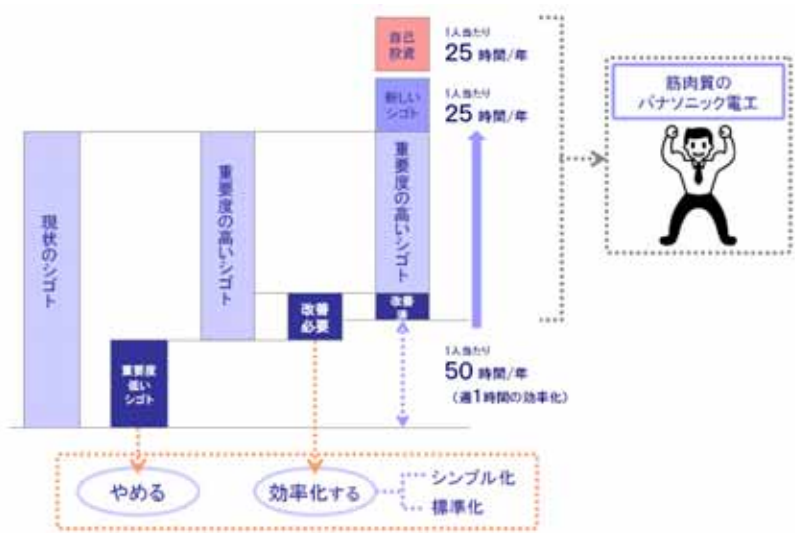 自己
投資
1人当たり
25 時間/年
新しい
シゴト
1人当たり
25 時間/年
筋肉質の
パナソニック電工
現状のシゴト
重要度の高いシゴト
重要度の高いシゴト
改善
必要
改善
済
重要度
低い
シゴト
1人当たり
50 時間/年
(週1時間の効率化)
やめる
効率化する
シンプル化
標準化